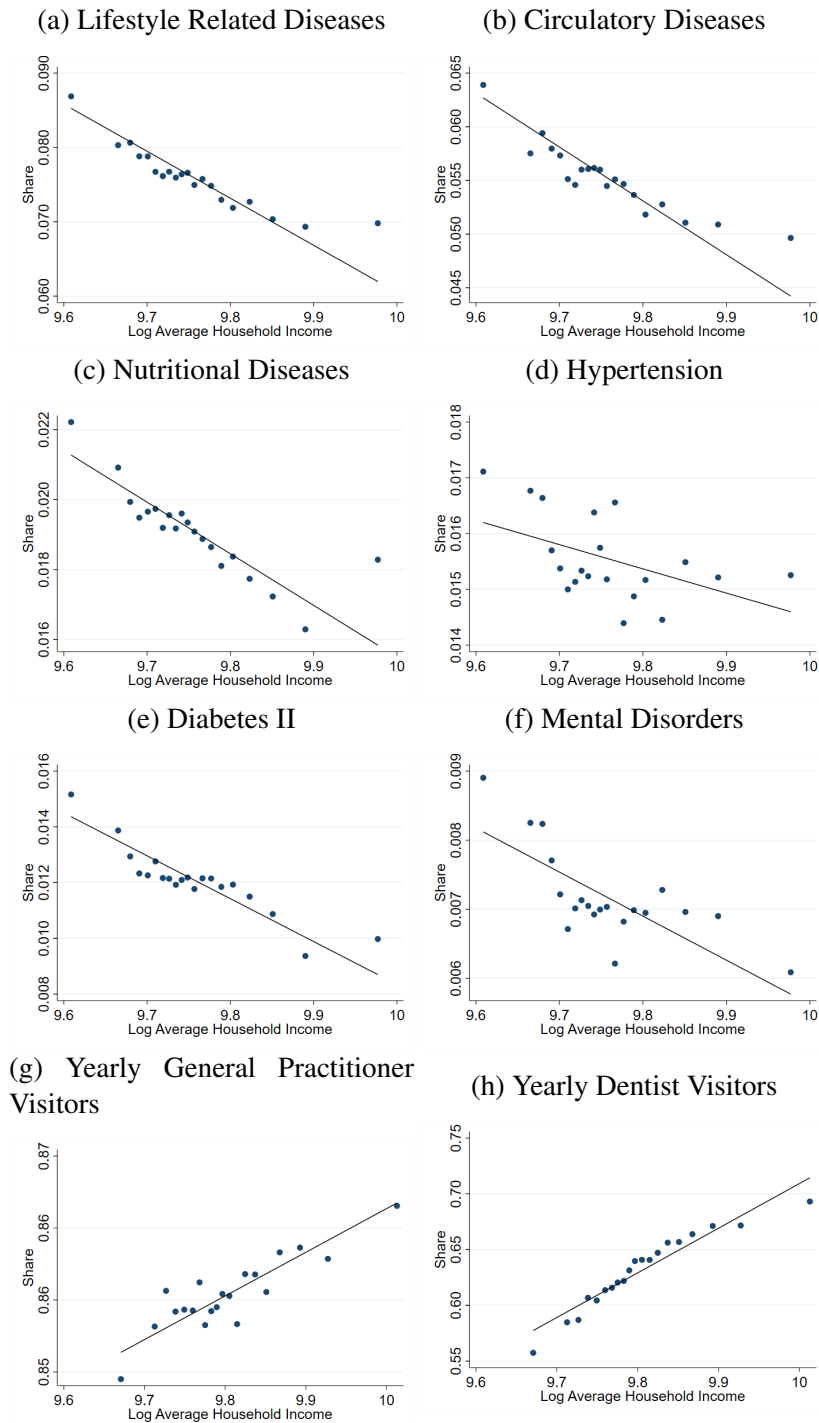 (a) Lifestyle Related Diseases
0.090
0.080
0.070
0.060
Share
9.6 9.7 9.8 9.9 10
Log Average Household Income
(b) Circulatory Diseases
0.065
0.060
0.055
0.050
0.045
Share
9.6 9.7 9.8 9.9 10
Log Average Household Income
(c) Nutritional Diseases
0.022
0.020
0.018
0.016
Share
9.6 9.7 9.8 9.9 10
Log Average Household Income
(d) Hypertension
0.018
0.017
0.016
0.015
0.014
Share
9.6 9.7 9.8 9.9 10
Log Average Household Income
(e) Diabetes II
0.016
0.014
0.012
0.010
0.008
Share
9.6 9.7 9.8 9.9 10
Log Average Household Income
(f) Mental Disorders
0.009
0.008
0.007
0.006
Share
9.6 9.7 9.8 9.9 10
Log Average Household Income
(g) Yearly General Practitioner
Visitors
0.87
0.86
0.86
0.85
Share
9.6 9.7 9.8 9.9 10
Log Average Household Income
(h) Yearly Dentist Visitors
0.75
0.70
0.65
0.60
0.55
Share
9.6 9.7 9.8 9.9 10
Log Average Household Income